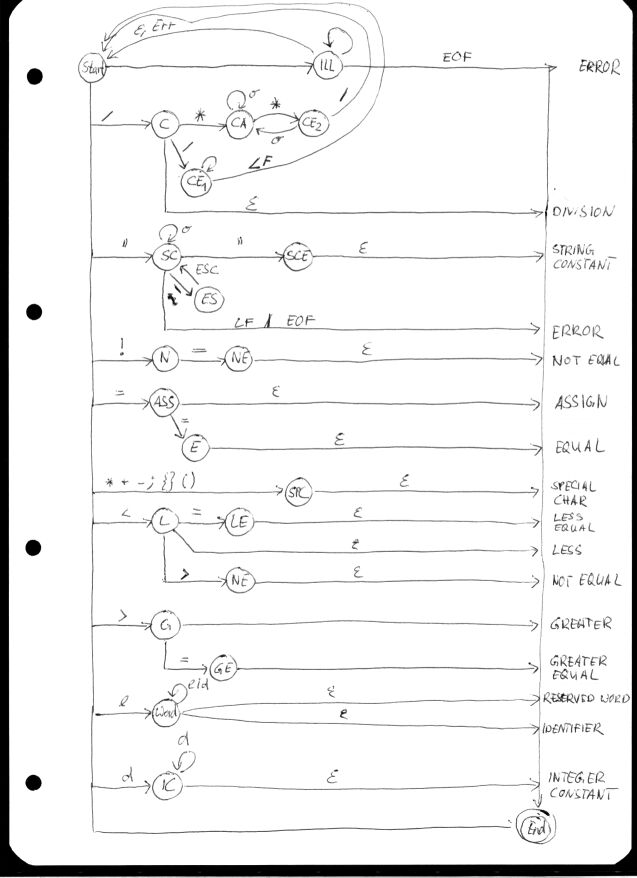 ε, Err
Start
ILL
EOF
ERROR
/
C
*
σ
CA
*
σ
CE2
/
/
CE1
LF
ε
DIVISION
"
σ
SC
"
SCE
ε
STRING
CONSTANT
ESC
ES
LF EOF
ERROR
!
N
=
NE
ε
NOT EQUAL
=
ASS
ε
ASSIGN
=
E
ε
EQUAL
* + - ; {} ()
SPC
ε
SPECIAL
CHAR
<
L
=
LE
ε
LESS
EQUAL
ε
LESS
>
NE
ε
NOT EQUAL
>
G
GREATER
=
GE
GREATER
EQUAL
l
l|d
Word
ε
RESERVED WORD
ε
IDENTIFIER
d
d
IC
ε
INTEGER
CONSTANT
End